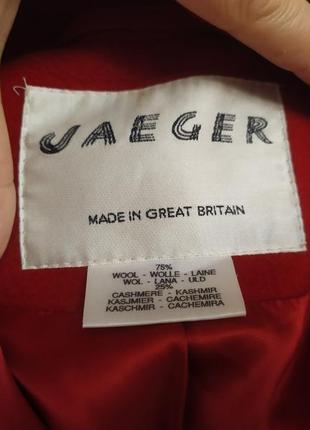 JAEGER
MADE IN GREAT BRITAIN
75%
WOOL - WOLLE - LAINE
WOL - LANA - ULD
25%
CASHMERE - KASHMIR
KASJMIER - CACHEMIRE
KASCHMIR - CACHEMIRA